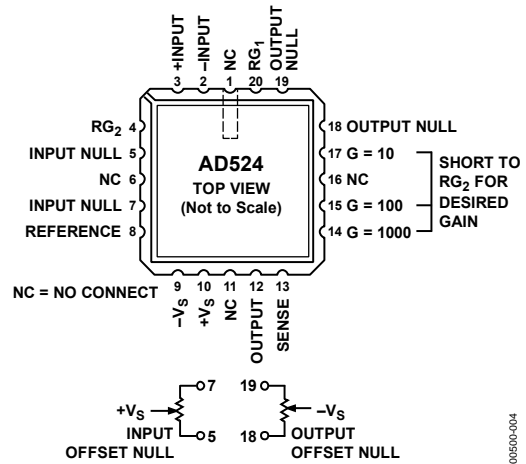 +INPUT
–INPUT
NC
RG1
OUTPUT
NULL
3 2 1 20 19
RG2 4
INPUT NULL 5
NC 6
INPUT NULL 7
REFERENCE 8
18 OUTPUT NULL
17 G = 10
16 NC
15 G = 100
14 G = 1000
SHORT TO
RG2 FOR
DESIRED
GAIN
AD524
TOP VIEW
(Not to Scale)
NC = NO CONNECT
9 10 11 12 13
–VS
+VS
NC
OUTPUT
SENSE
7
+VS
5
INPUT
OFFSET NULL
19
–VS
18
OUTPUT
OFFSET NULL
00500-004